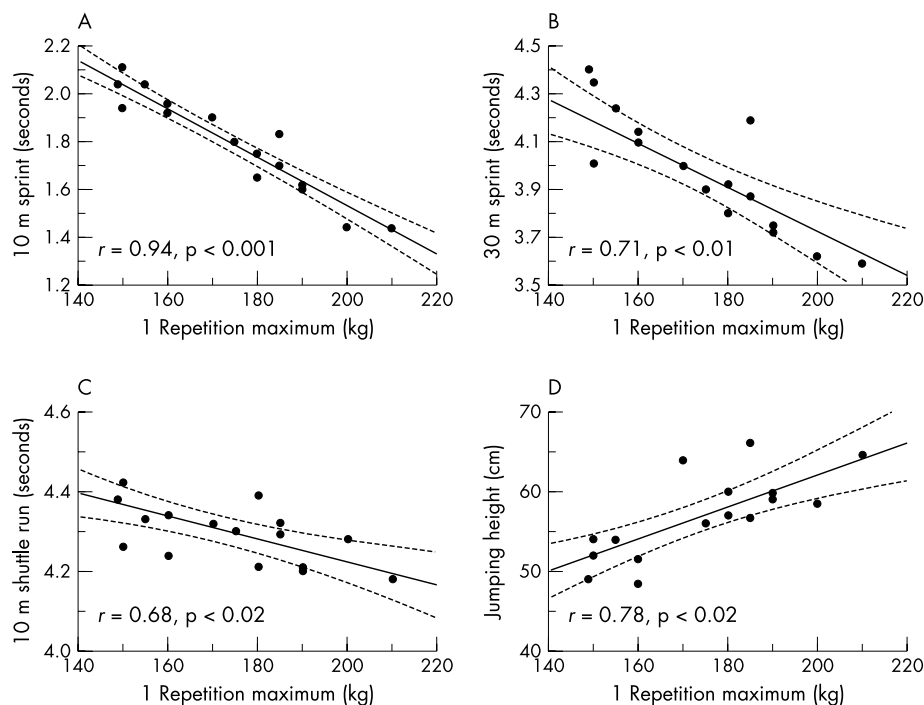 A
2.2
2.0
1.8
1.6
1.4
1.2
10 m sprint (seconds)
r = 0.94, p < 0.001
140 160 180 200 220
1 Repetition maximum (kg)
B
4.5
4.3
4.1
3.9
3.7
3.5
30 m sprint (seconds)
r = 0.71, p < 0.01
140 160 180 200 220
1 Repetition maximum (kg)
C
4.6
4.4
4.2
4.0
10 m shuttle run (seconds)
r = 0.68, p < 0.02
140 160 180 200 220
1 Repetition maximum (kg)
D
70
60
50
40
Jumping height (cm)
r = 0.78, p < 0.02
140 160 180 200 220
1 Repetition maximum (kg)